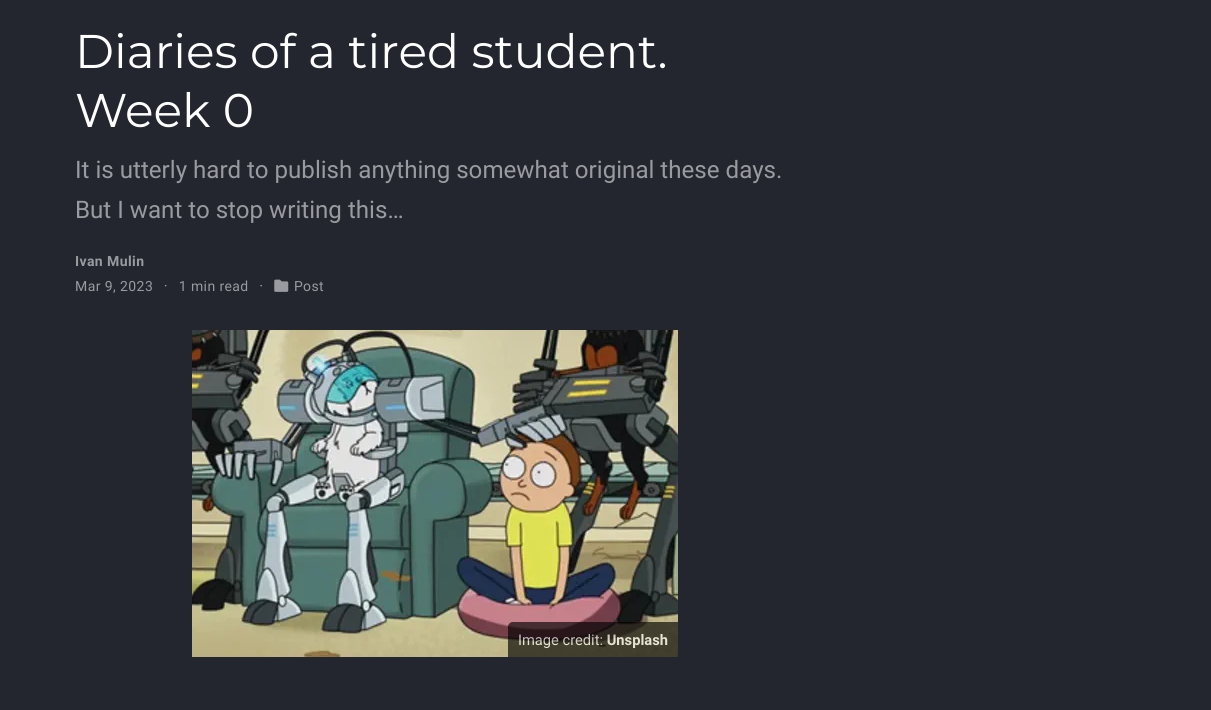 Diaries of a tired student.
Week 0
It is utterly hard to publish anything somewhat original these days.
But I want to stop writing this…
Ivan Mulin
Mar 9, 2023 · 1 min read · Post
Image credit: Unsplash